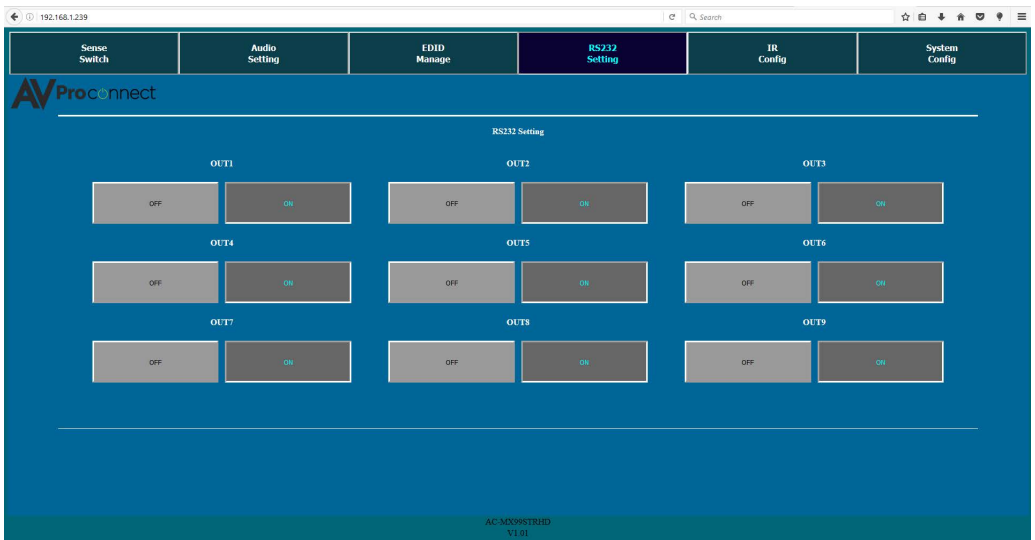 192.168.1.239
Search
Sense Switch
Audio Setting
EDID Manage
RS232 Setting
IR Config
System Config
AVProconnect
RS232 Setting
OUT1 OUT2 OUT3
OFF ON OFF ON OFF ON
OUT4 OUT5 OUT6
OFF ON OFF ON OFF ON
OUT7 OUT8 OUT9
OFF ON OFF ON OFF ON
AC-MX99STRHD
V1.01